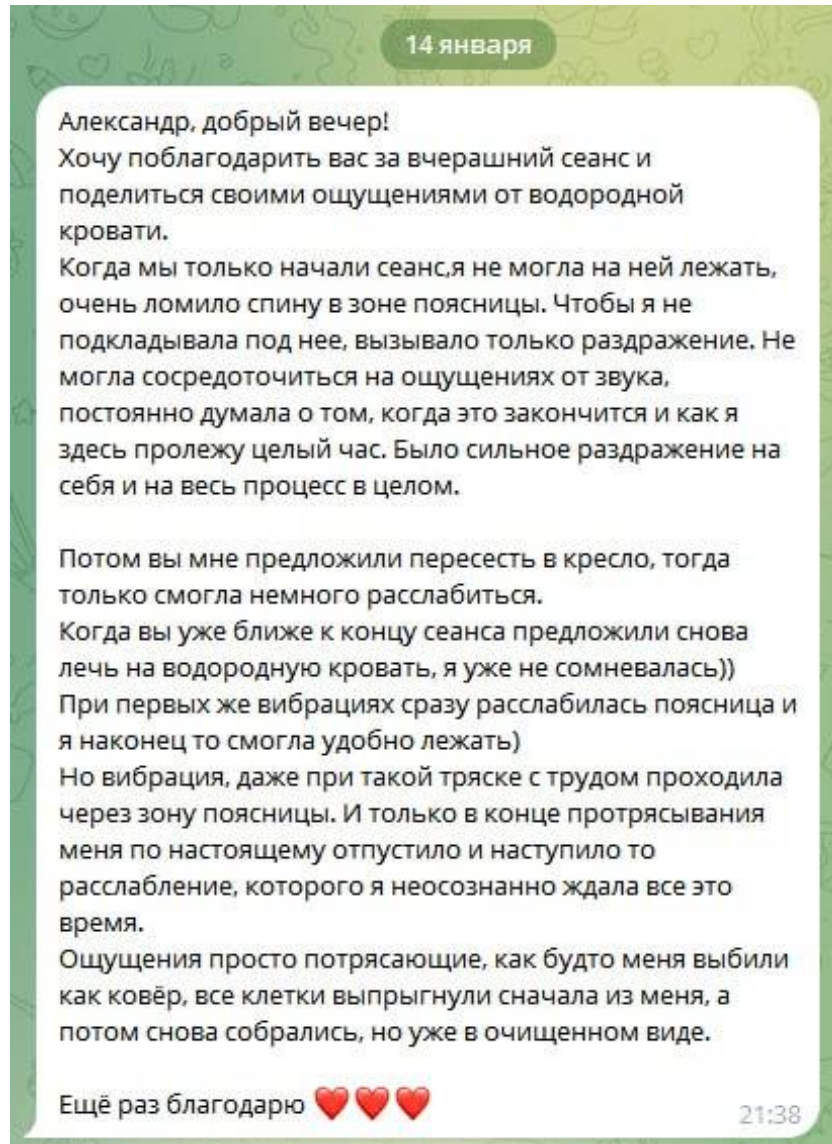 14 января
Александр, добрый вечер!
Хочу поблагодарить вас за вчерашний сеанс и
поделиться своими ощущениями от водородной
кровати.
Когда мы только начали сеанс,я не могла на ней лежать,
очень ломило спину в зоне поясницы. Чтобы я не
подкладывала под нее, вызывало только раздражение. Не
могла сосредоточиться на ощущениях от звука,
постоянно думала о том, когда это закончится и как я
здесь пролежу целый час. Было сильное раздражение на
себя и на весь процесс в целом.
Потом вы мне предложили пересесть в кресло, тогда
только смогла немного расслабиться.
Когда вы уже ближе к концу сеанса предложили снова
лечь на водородную кровать, я уже не сомневалась))
При первых же вибрациях сразу расслабилась поясница и
я наконец то смогла удобно лежать)
Но вибрация, даже при такой тряске с трудом проходила
через зону поясницы. И только в конце протрясывания
меня по настоящему отпустило и наступило то
расслабление, которого я неосознанно ждала все это
время.
Ощущения просто потрясающие, как будто меня выбили
как ковёр, все клетки выпрыгнули сначала из меня, а
потом снова собрались, но уже в очищенном виде.
Ещё раз благодарю ❤️❤️❤️
21:38